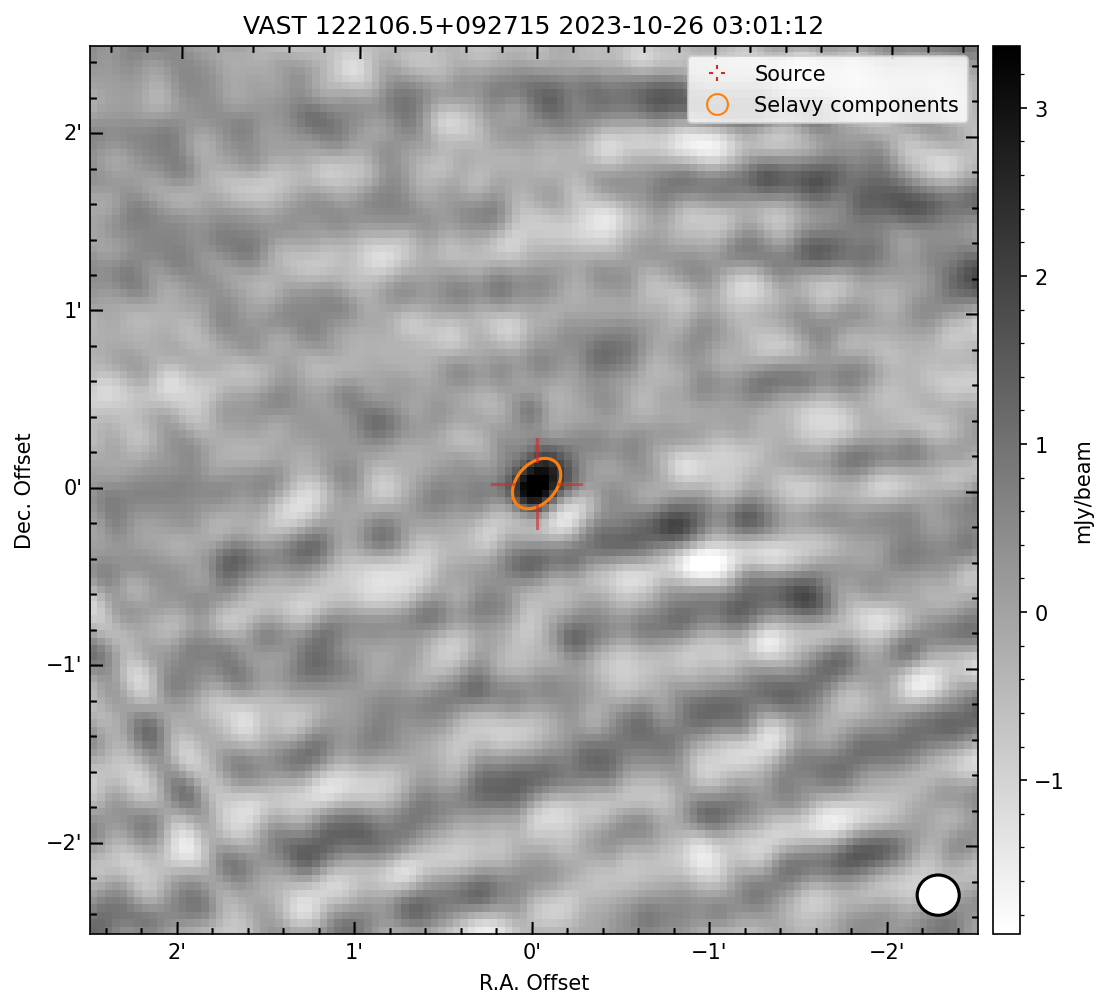 VAST 122106.5+092715 2023-10-26 03:01:12
Source
Selavy components
2'
1'
0'
−1'
−2'
Dec. Offset
2'
1'
0'
−1'
−2'
R.A. Offset
3
2
1
0
−1
mJy/beam